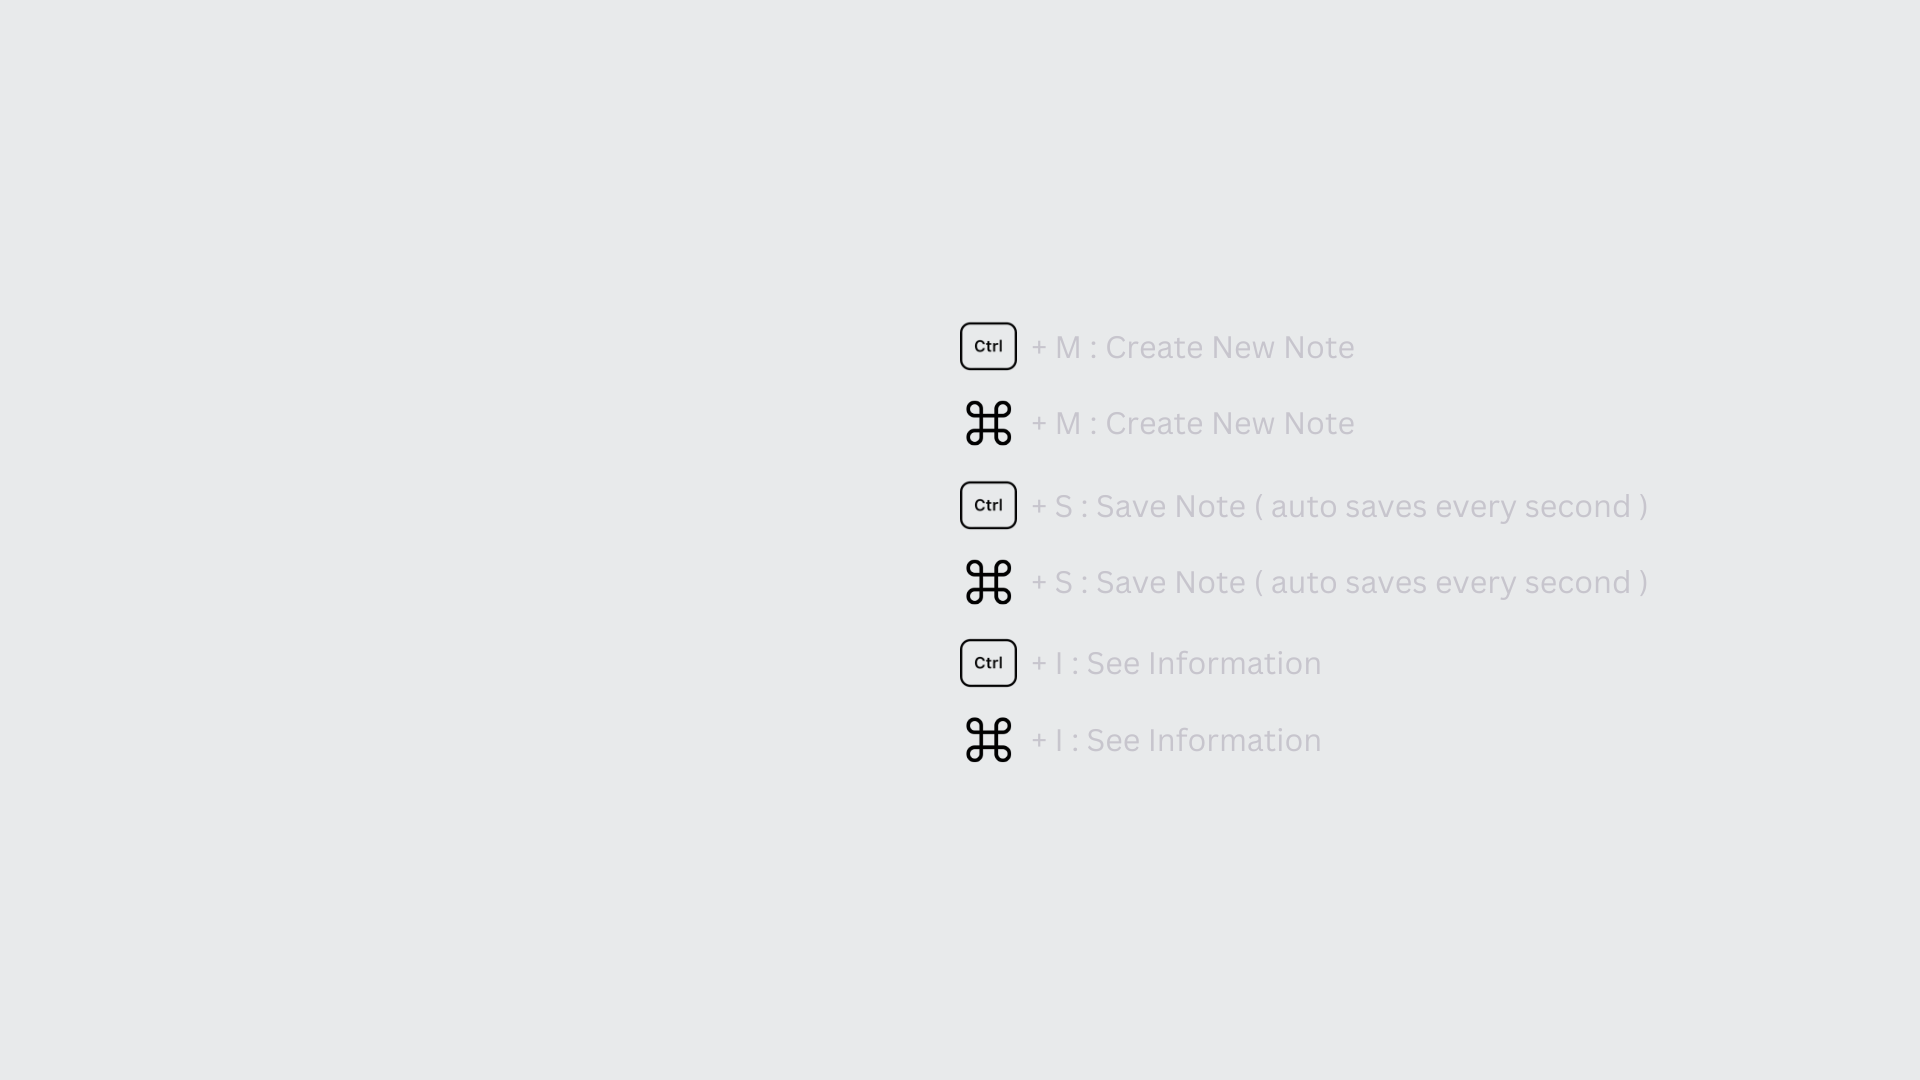 Ctrl + M : Create New Note
⌘ + M : Create New Note
Ctrl + S : Save Note ( auto saves every second )
⌘ + S : Save Note ( auto saves every second )
Ctrl + I : See Information
⌘ + I : See Information